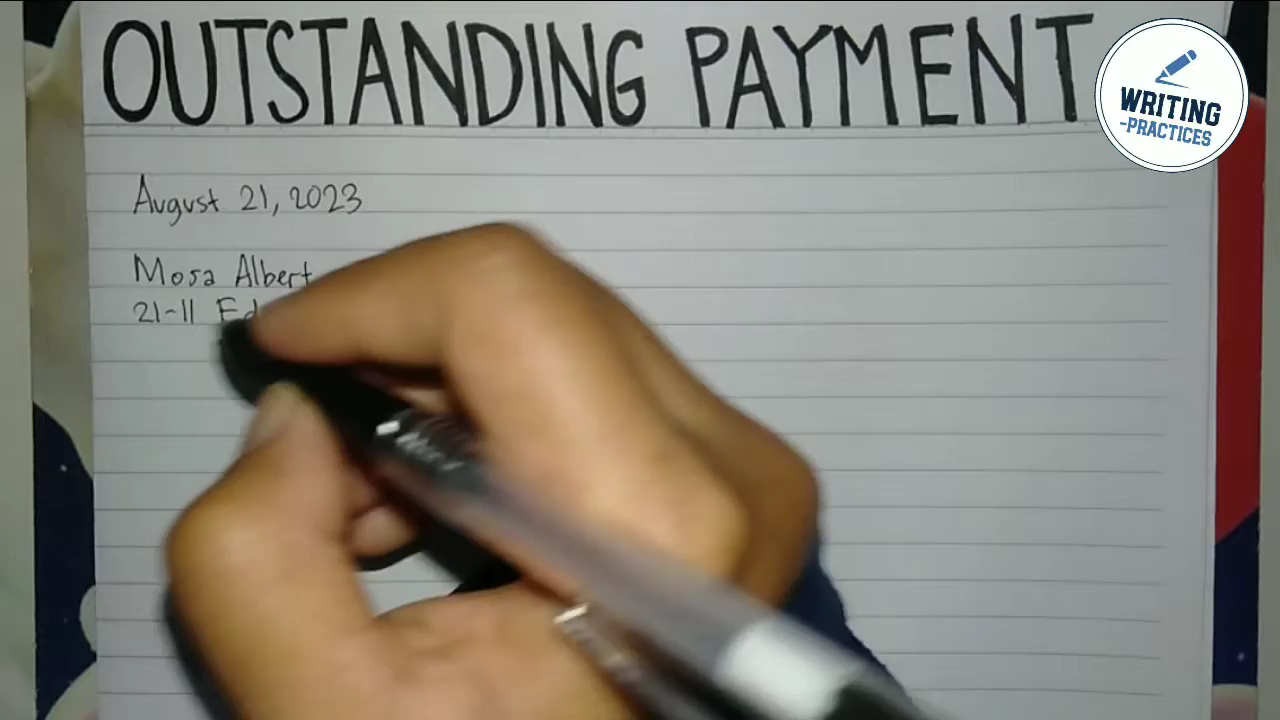 OUTSTANDING PAYMENT
WRITING
-PRACTICES
August 21, 2023
Mosa Albert
21-11